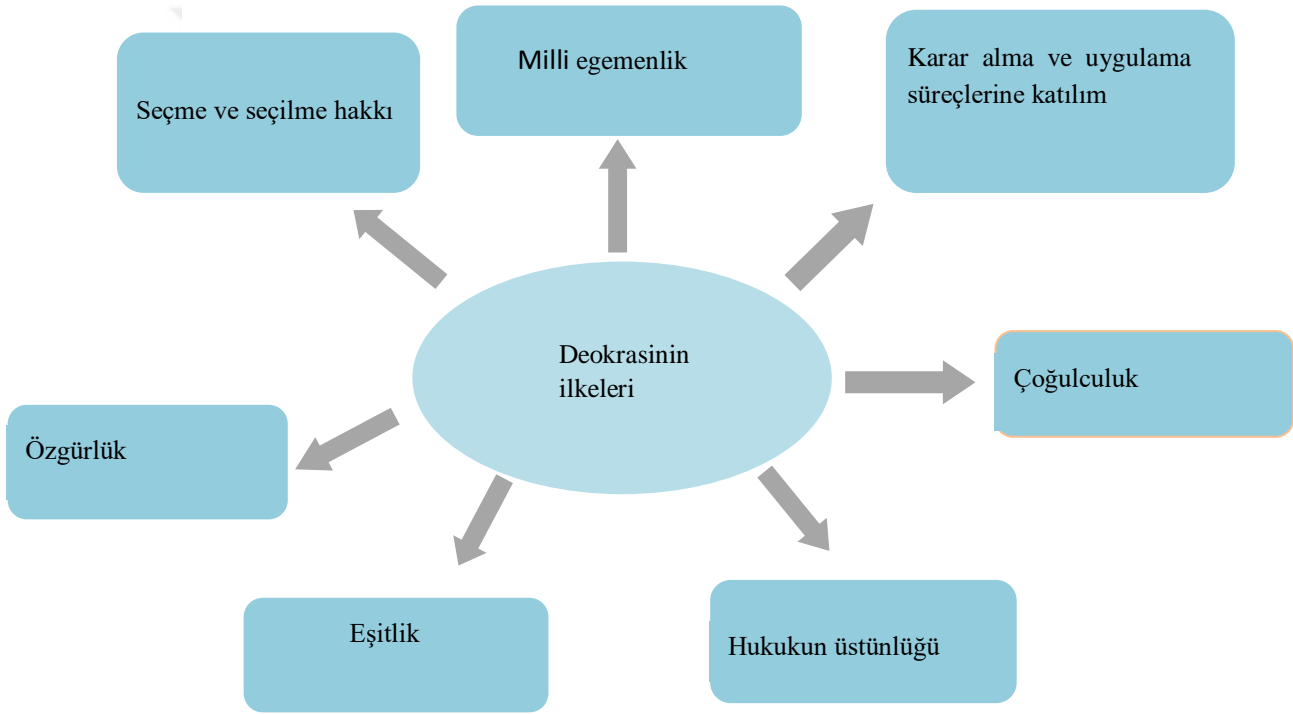 Seçme ve seçilme hakkı
Milli egemenlik
Karar alma ve uygulama
süreçlerine katılım
Deokrasinin
ilkeleri
Çoğulculuk
Özgürlük
Eşitlik
Hukukun üstünlüğü